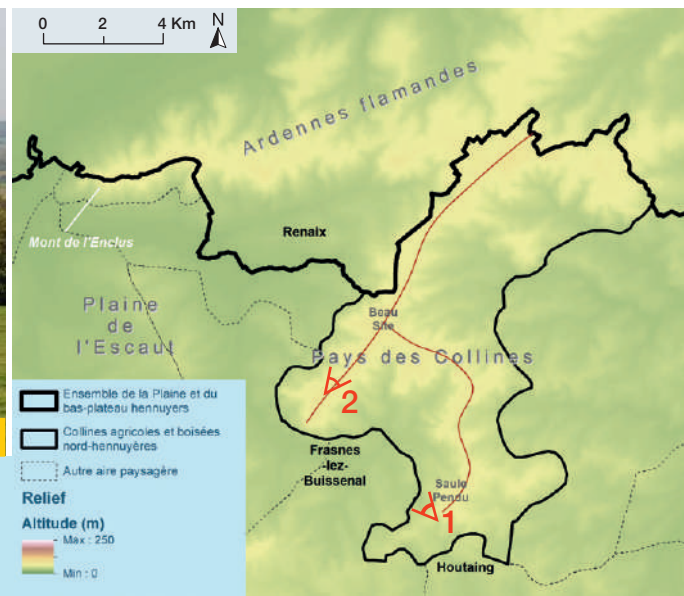 0 2 4 Km N
Ardennes flamandes
Renaix
Mont de l'Enclus
Plaine
de
l'Escaut
Beau
Site
Pays des Collines
2
Ensemble de la Plaine et du
bas-plateau hennuyers
Collines agricoles et boisées
nord-hennuyères
Autre aire paysagère
Relief
Altitude (m)
Max : 250
Min : 0
Frasnes
-lez-
Buissenal
Saule
Pendu
1
Houtaing